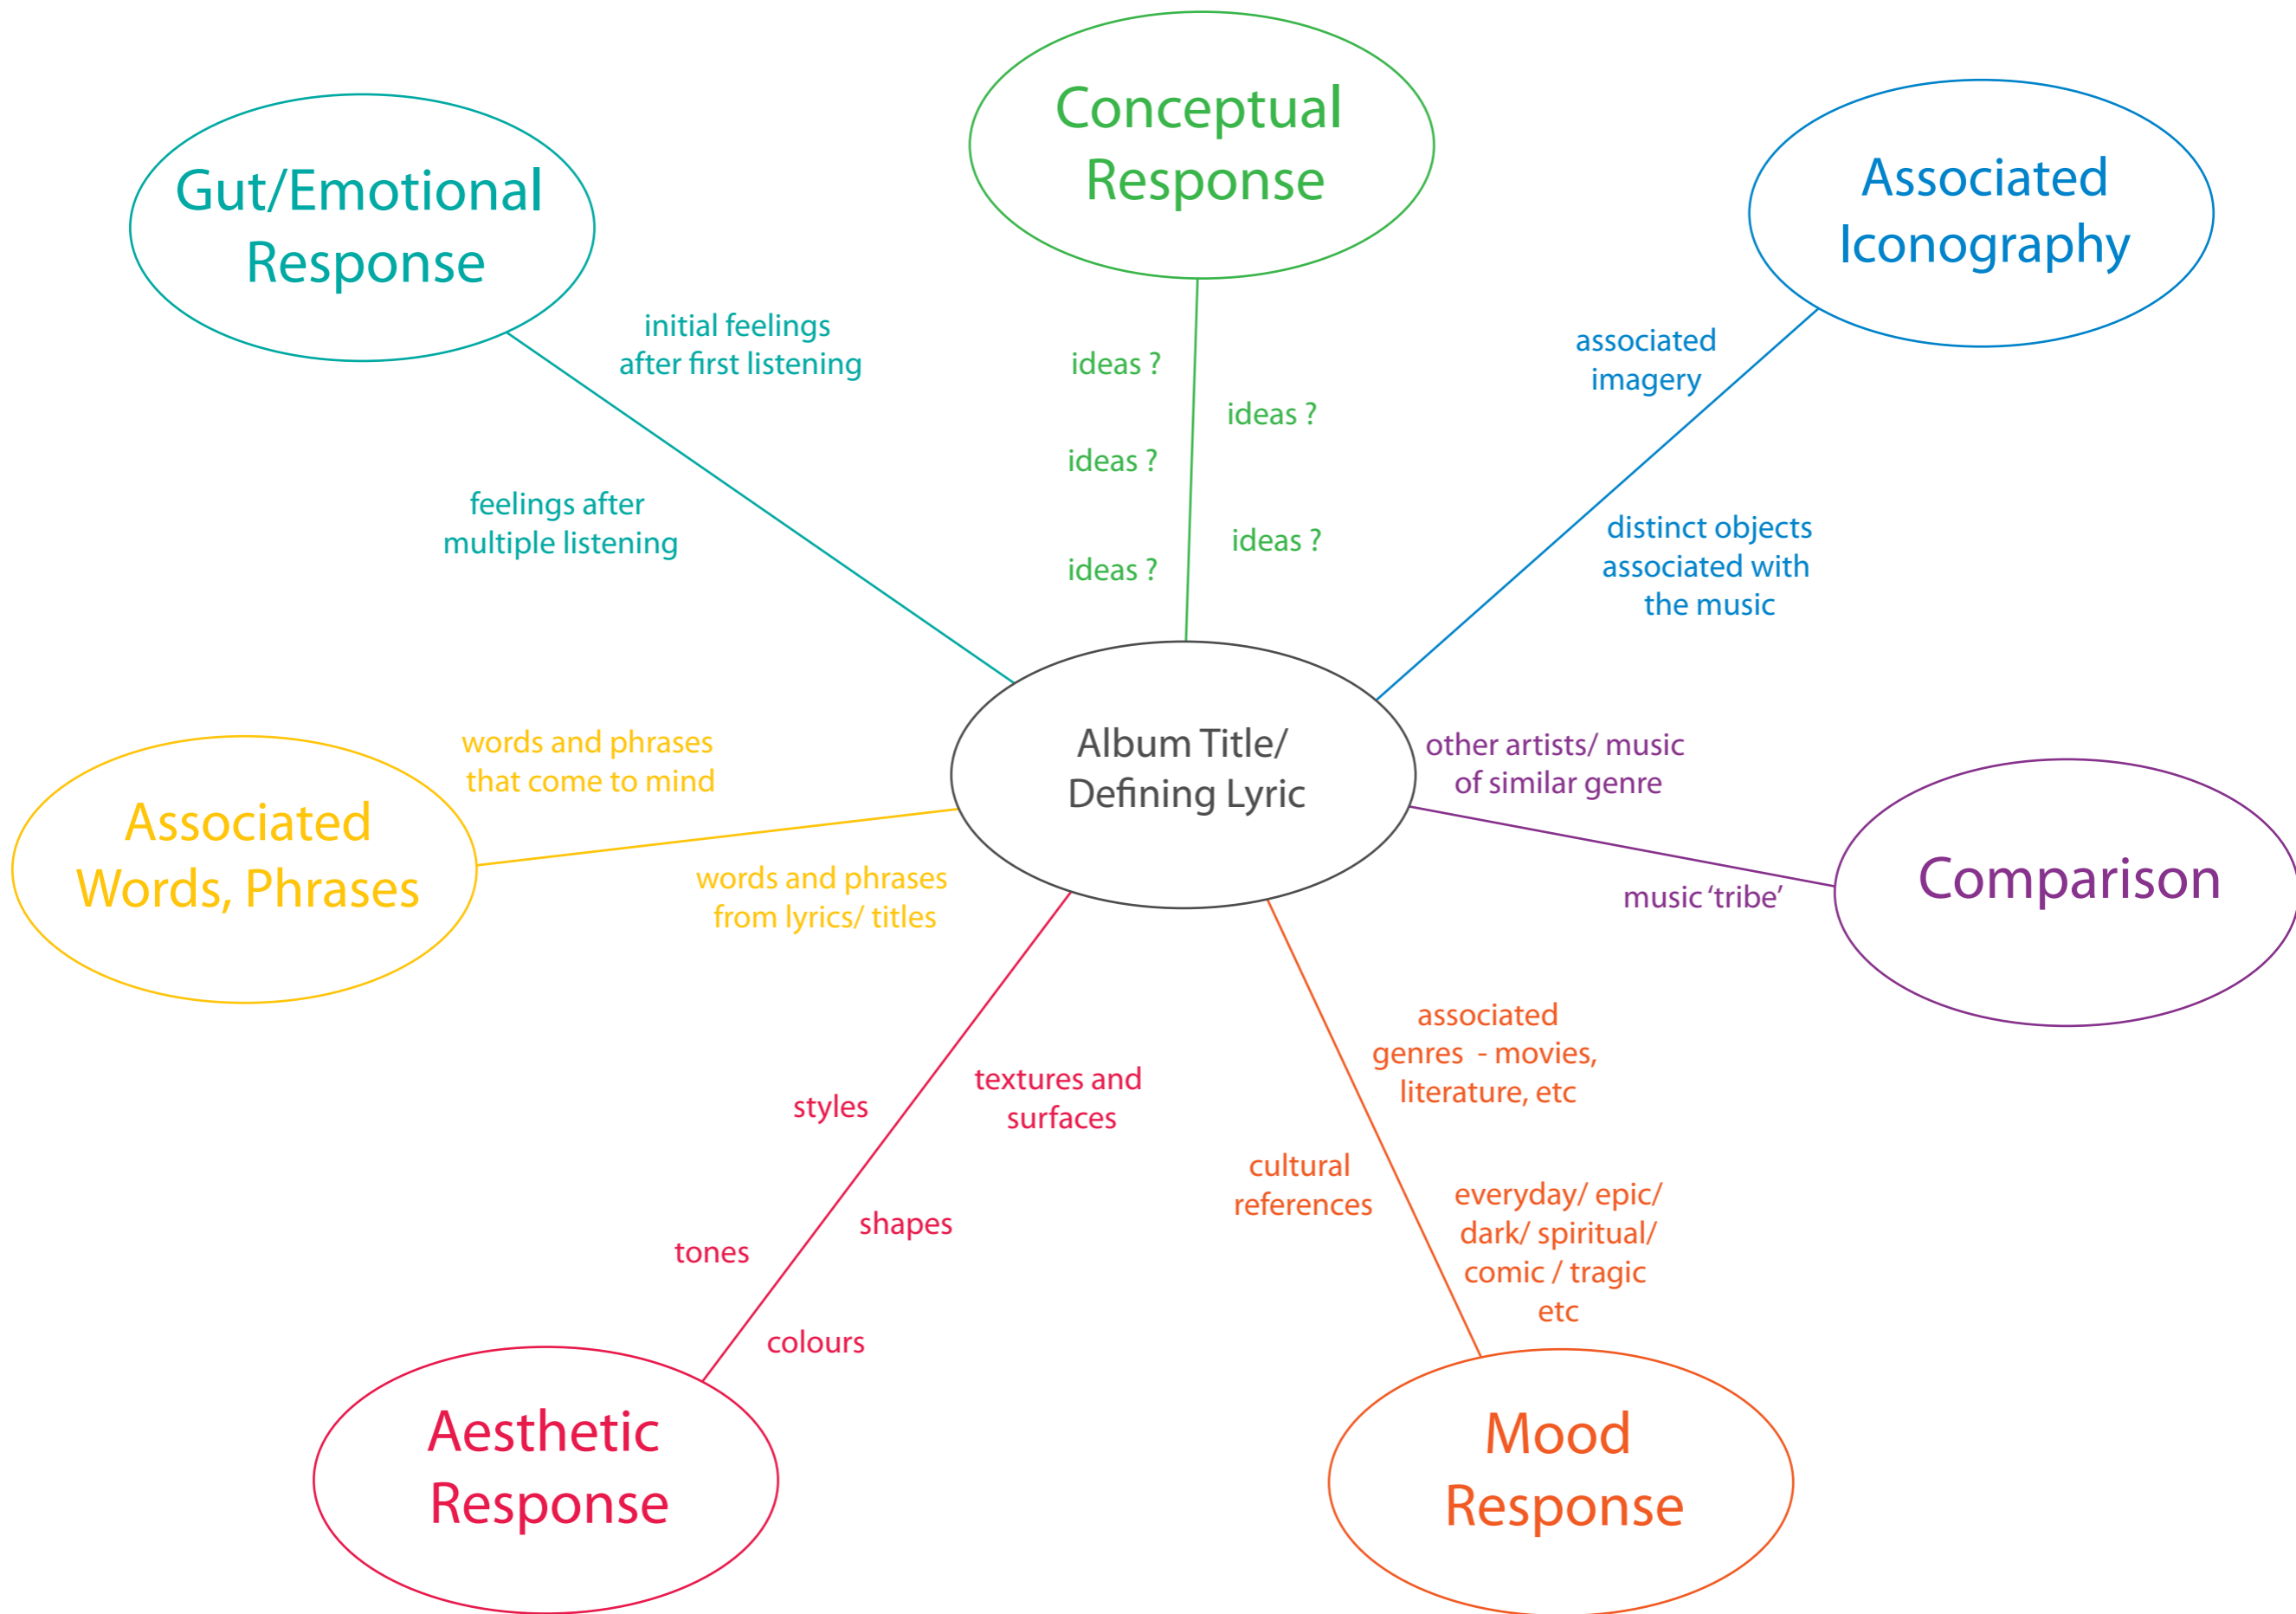 Conceptual
Response
Gut/Emotional
Response
Associated
Iconography
initial feelings
after first listening
feelings after
multiple listening
ideas ?
ideas ?
ideas ?
ideas ?
ideas ?
associated
imagery
distinct objects
associated with
the music
Album Title/
Defining Lyric
words and phrases
that come to mind
Associated
Words, Phrases
words and phrases
from lyrics/ titles
other artists/ music
of similar genre
Comparison
music ‘tribe’
styles
textures and
surfaces
shapes
tones
colours
Aesthetic
Response
associated
genres - movies,
literature, etc
cultural
references
everyday/ epic/
dark/ spiritual/
comic / tragic
etc
Mood
Response